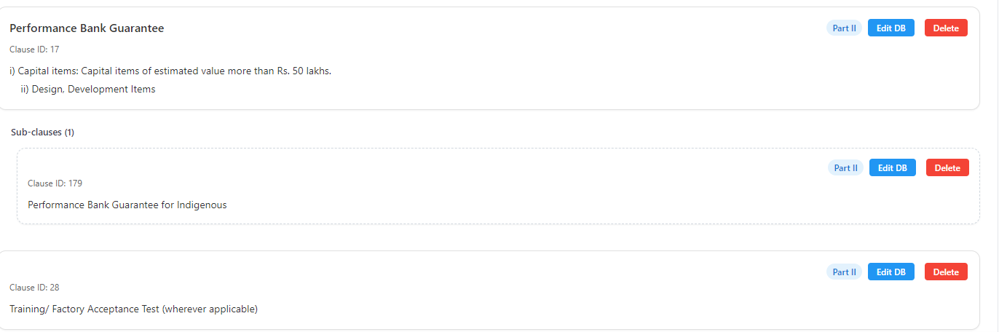 Performance Bank Guarantee
Part II
Edit DB
Delete
Clause ID: 17
i) Capital items: Capital items of estimated value more than Rs. 50 lakhs.
ii) Design, Development Items
Sub-clauses (1)
Part II
Edit DB
Delete
Clause ID: 179
Performance Bank Guarantee for Indigenous
Part II
Edit DB
Delete
Clause ID: 28
Training/ Factory Acceptance Test (wherever applicable)